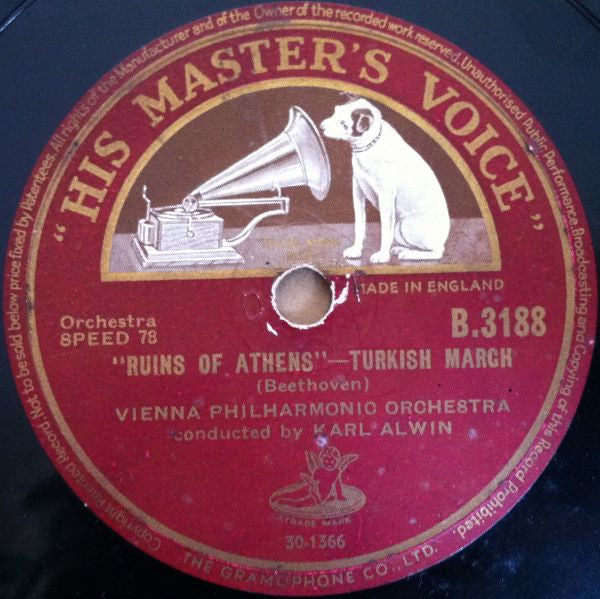 Not to be sold below price fixed by Patentees. All rights of the Manufacturer and of the Owner of the recorded work reserved. Unauthorised Public Performance, Broadcasting and Copying of this Record Prohibited.
"HIS MASTER'S VOICE"
MADE IN ENGLAND
Orchestra
SPEED 78
B.3188
"RUINS OF ATHENS"—TURKISH MARCH
(Beethoven)
VIENNA PHILHARMONIC ORCHESTRA
conducted by KARL ALWIN
TRADE MARK
30-1366
THE GRAMOPHONE CO., LTD.
Copyright Patented Record